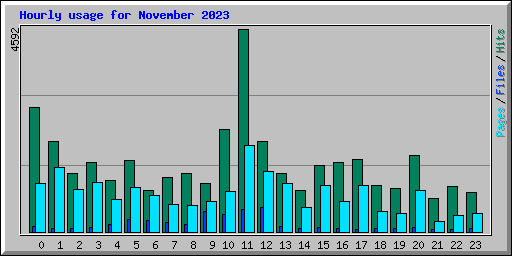 Hourly usage for November 2023
4592
Pages/Files/Hits
0 1 2 3 4 5 6 7 8 9 10 11 12 13 14 15 16 17 18 19 20 21 22 23